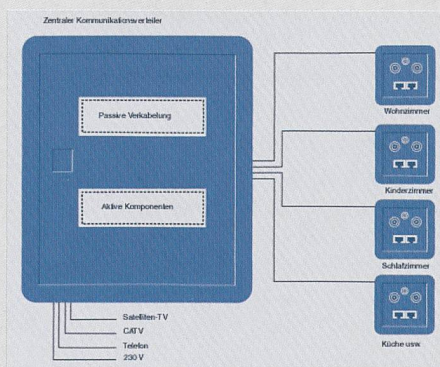 Zentraler Kommunikationsverteiler
Passive Verkabelung
Aktive Komponenten
Wohnzimmer
Kinderzimmer
Schlafzimmer
Küche usw.
Satelliten-TV
CATV
Telefon
230 V